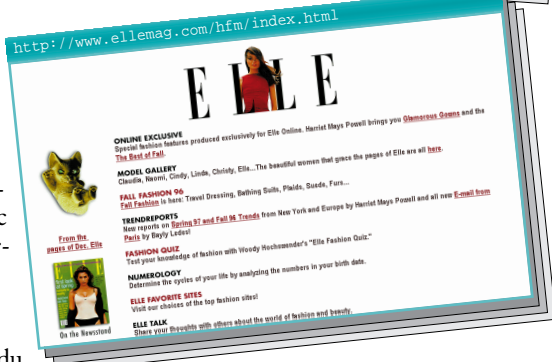 http://www.ellemag.com/hfm/index.html
ELLE
ONLINE EXCLUSIVE
Special fashion features produced exclusively for Elle Online. Harriet Mays Powell brings you Glamorous Gowns and the
The Best of Fall.
MODEL GALLERY
Claudia, Naomi, Cindy, Linda, Christy, Elle...The beautiful women that grace the pages of Elle are all here.
FALL FASHION 96
Fall Fashion is here: Travel Dressing, Bathing Suits, Plaids, Suede, Furs...
TRENDREPORTS
New reports on Spring 97 and Fall 96 Trends from New York and Europe by Harriet Mays Powell and all new E-mail from
Paris by Bayly Ledes!
FASHION QUIZ
Test your knowledge of fashion with Woody Hochswender's "Elle Fashion Quiz."
NUMEROLOGY
Determine the cycles of your life by analyzing the numbers in your birth date.
ELLE FAVORITE SITES
Visit our choices of the top fashion sites!
ELLE TALK
Share your thoughts with others about the world of fashion and beauty.
From the
pages of Dec. Elle
ELLE
On the Newsstand
-
c
-
du